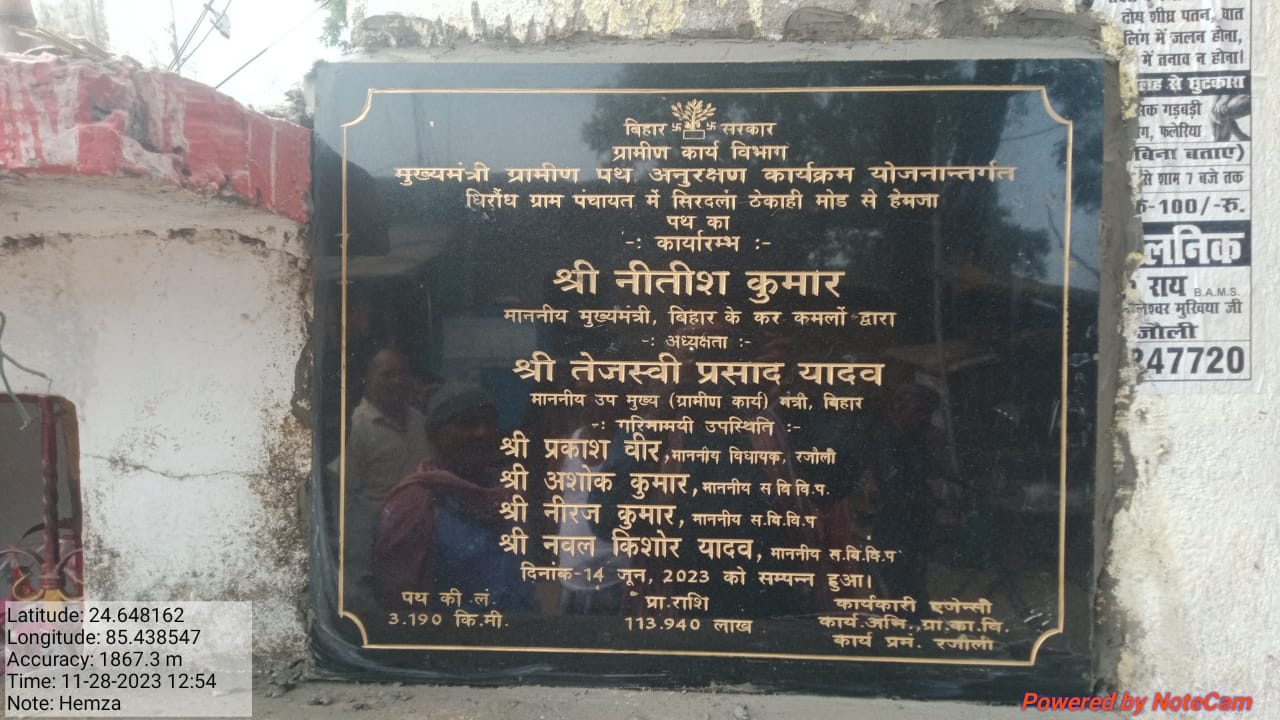 बिहार सरकार
ग्रामीण कार्य विभाग
मुख्यमंत्री ग्रामीण पथ अनुरक्षण कार्यक्रम योजनान्तर्गत
धिरौंध ग्राम पंचायत में सिरदला ठेकाही मोड से हेमजा
पथ का
-: कार्यारम्भ :-
श्री नीतीश कुमार
माननीय मुख्यमंत्री, बिहार के कर कमलों द्वारा
-: अध्यक्षता :-
श्री तेजस्वी प्रसाद यादव
माननीय उप मुख्य (ग्रामीण कार्य) मंत्री, बिहार
-: गरिमामयी उपस्थिति :-
श्री प्रकाश वीर, माननीय विधायक, रजौली
श्री अशोक कुमार, माननीय स बि वि.प.
श्री नीरज कुमार, माननीय स.बि.वि.प
श्री नवल किशोर यादव, माननीय स.बि.वि.प
दिनांक-14 जून, 2023 को सम्पन्न हुआ।
पथ की लं. प्रा.राशि कार्यकारी एजेन्सी
3.190 कि.मी. 113.940 लाख कार्य.अभि.,ग्रा.का.वि.
कार्य प्रमं. रजौली
दोष शीघ्र पतन, धात
लिंग में जलन होना,
में तनाव न होना।
से छुटकारा
गड़बड़ी
फलेरिया
बिना बताए)
से शाम 7 बजे तक
-100/-रु.
राय B.A.M.S.
मुखिया जी
247720
Latitude: 24.648162
Longitude: 85.438547
Accuracy: 1867.3 m
Time: 11-28-2023 12:54
Note: Hemza
Powered by NoteCam